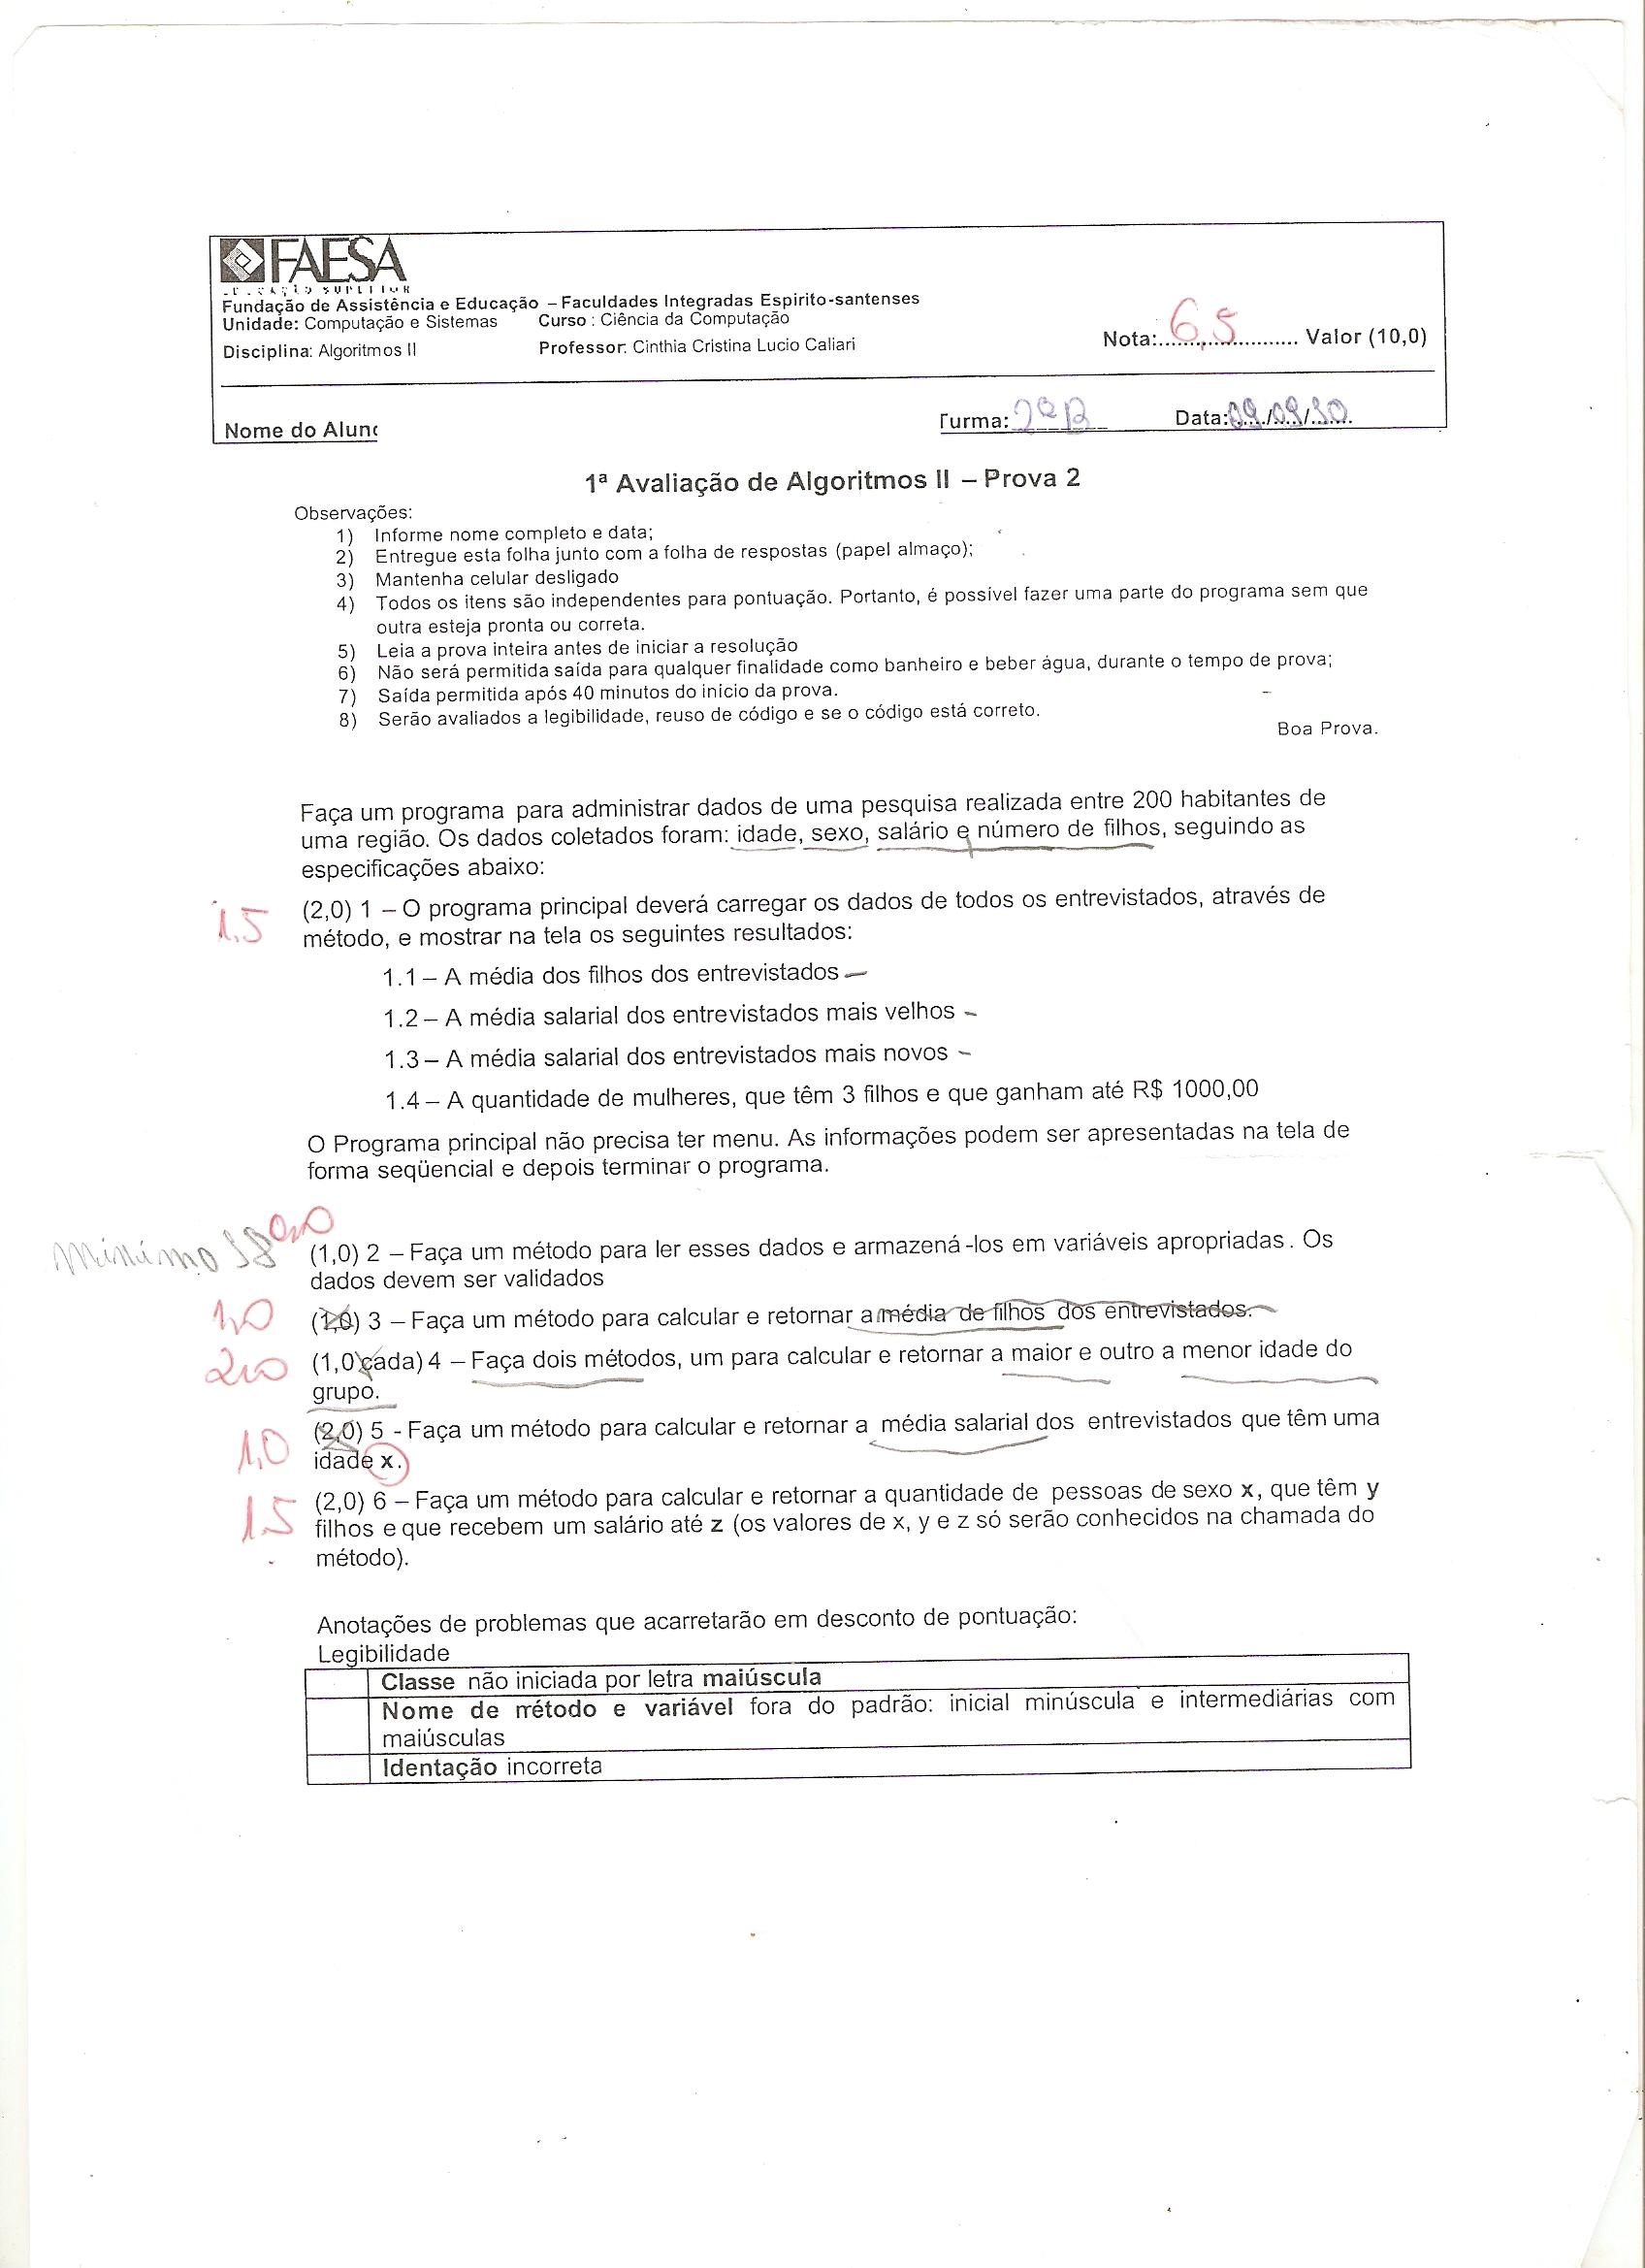 FAESA
EDUCAÇÃO SUPERIOR
Fundação de Assistência e Educação – Faculdades Integradas Espirito-santenses
Unidade: Computação e Sistemas Curso : Ciência da Computação
Disciplina: Algoritmos II Professor: Cinthia Cristina Lucio Caliari Nota:........................ Valor (10,0)
6,5
Nome do Alun Turma: 2ºB Data: 09/09/10
1ª Avaliação de Algoritmos II – Prova 2
Observações:
1) Informe nome completo e data;
2) Entregue esta folha junto com a folha de respostas (papel almaço);
3) Mantenha celular desligado
4) Todos os itens são independentes para pontuação. Portanto, é possível fazer uma parte do programa sem que
outra esteja pronta ou correta.
5) Leia a prova inteira antes de iniciar a resolução
6) Não será permitida saída para qualquer finalidade como banheiro e beber água, durante o tempo de prova;
7) Saída permitida após 40 minutos do inicio da prova.
8) Serão avaliados a legibilidade, reuso de código e se o código está correto.
Boa Prova.
Faça um programa para administrar dados de uma pesquisa realizada entre 200 habitantes de
uma região. Os dados coletados foram: idade, sexo, salário e número de filhos, seguindo as
especificações abaixo:
1,5 (2,0) 1 – O programa principal deverá carregar os dados de todos os entrevistados, através de
método, e mostrar na tela os seguintes resultados:
1.1 – A média dos filhos dos entrevistados
1.2 – A média salarial dos entrevistados mais velhos
1.3 – A média salarial dos entrevistados mais novos
1.4 – A quantidade de mulheres, que têm 3 filhos e que ganham até R$ 1000,00
O Programa principal não precisa ter menu. As informações podem ser apresentadas na tela de
forma seqüencial e depois terminar o programa.
Mínimo 18 (1,0) 2 – Faça um método para ler esses dados e armazená-los em variáveis apropriadas. Os
dados devem ser validados
1,0 (1,0) 3 – Faça um método para calcular e retornar a média de filhos dos entrevistados.
2,0 (1,0 cada) 4 – Faça dois métodos, um para calcular e retornar a maior e outro a menor idade do
grupo.
1,0 (2,0) 5 - Faça um método para calcular e retornar a média salarial dos entrevistados que têm uma
idade x.
1,5 (2,0) 6 – Faça um método para calcular e retornar a quantidade de pessoas de sexo x, que têm y
filhos e que recebem um salário até z (os valores de x, y e z só serão conhecidos na chamada do
método).
Anotações de problemas que acarretarão em desconto de pontuação:
Legibilidade
Classe não iniciada por letra maiúscula
Nome de método e variável fora do padrão: inicial minúscula e intermediárias com
maiúsculas
Identação incorreta